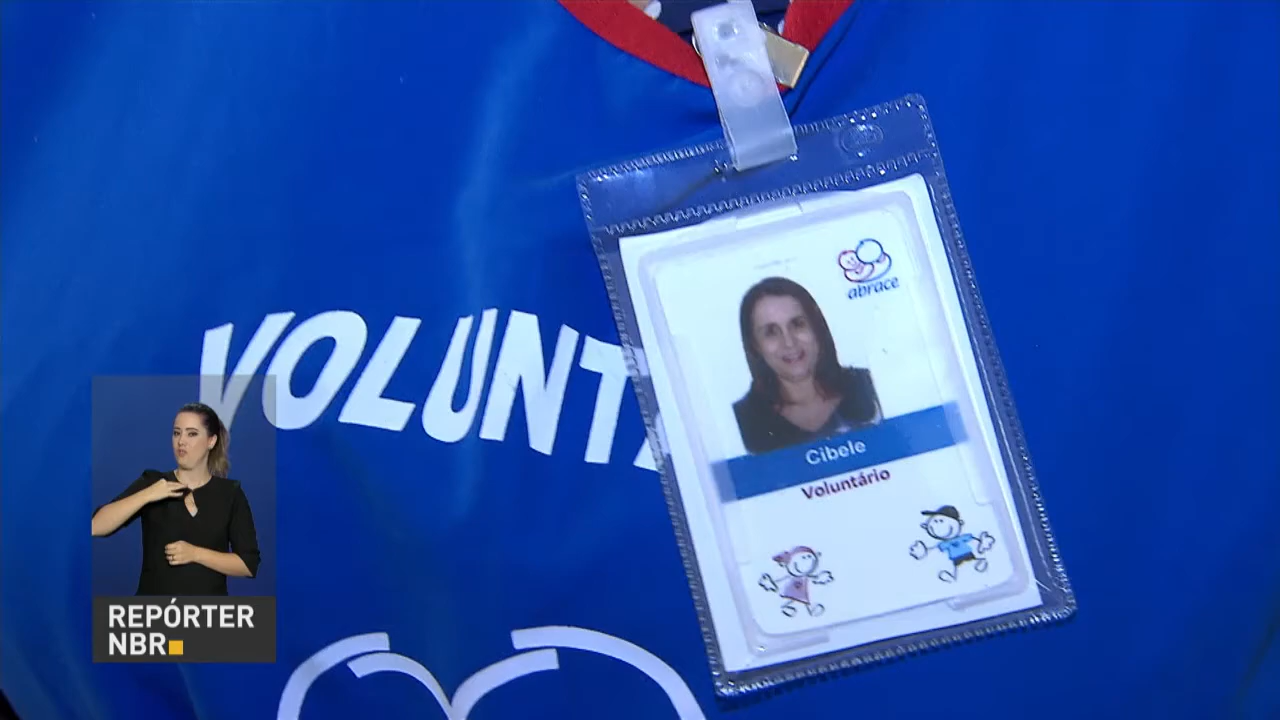 abrace
VOLUNT
Cibele
Voluntário
REPÓRTER
NBR